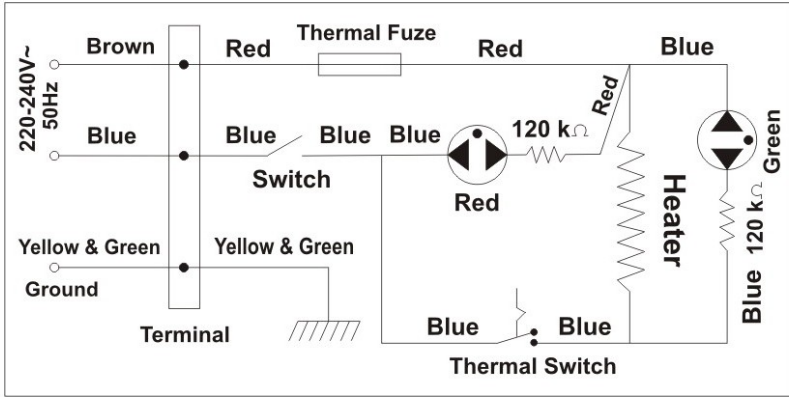 Thermal Fuze
Brown
Red
Red
Blue
220-240V~
50Hz
Red
120 kΩ
Blue
Blue
Blue
Blue
Green
Switch
Red
Heater
120 kΩ
Yellow & Green
Yellow & Green
Blue
Ground
Blue
Blue
Terminal
Thermal Switch